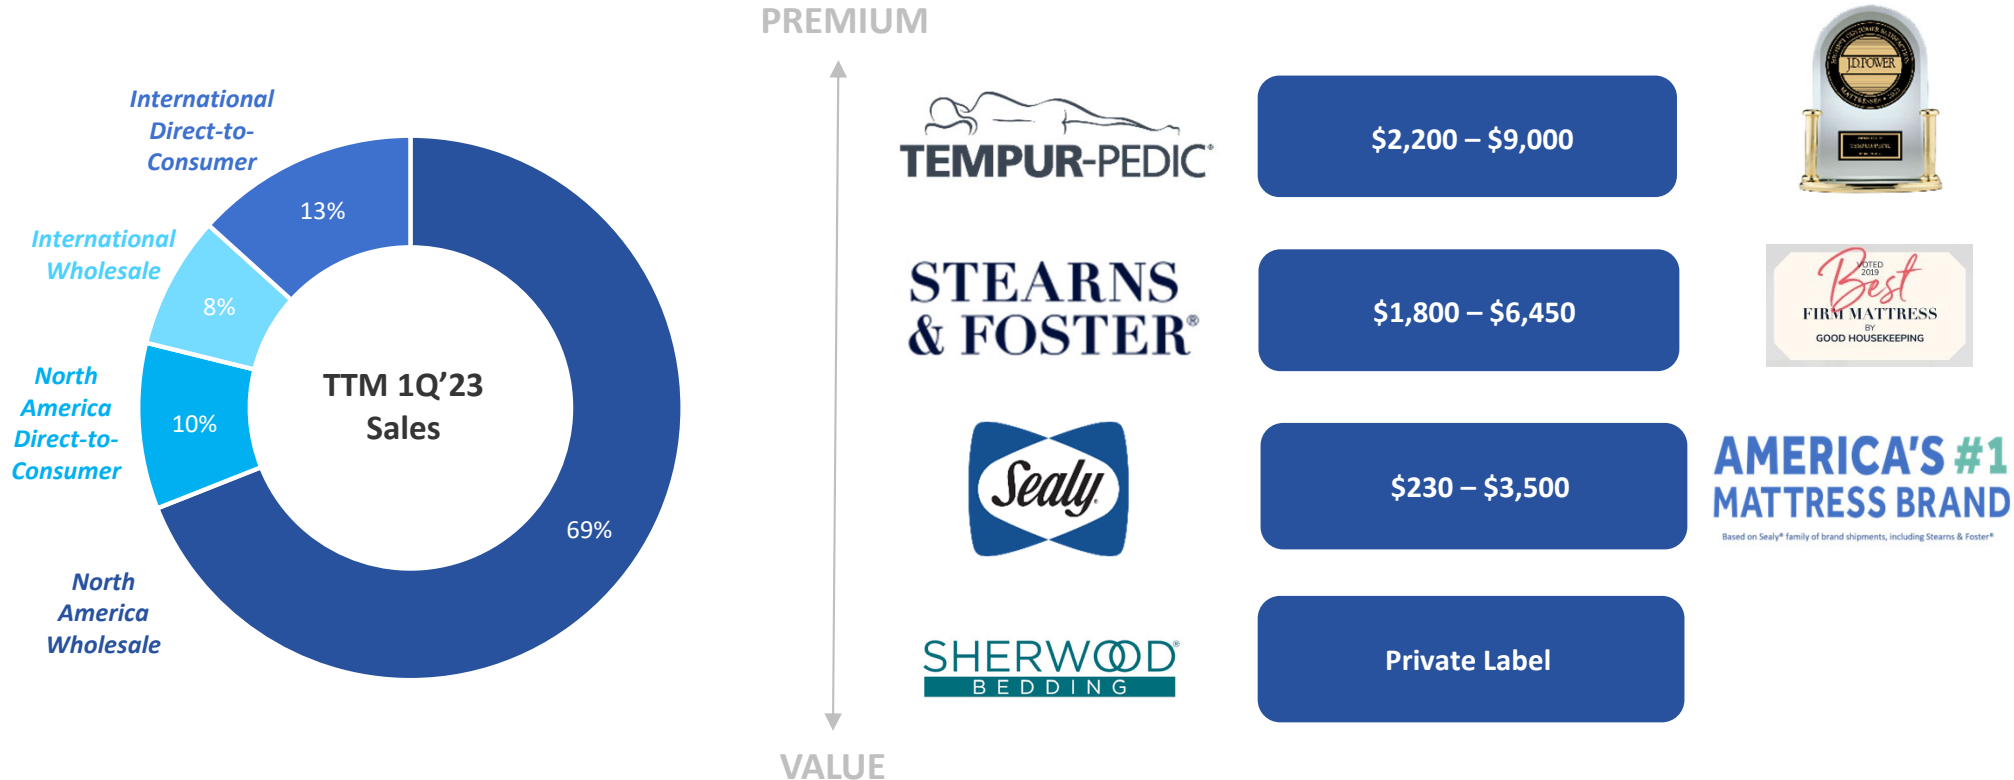 PREMIUM
International
Direct-to-
Consumer
13%
International
Wholesale
8%
North
America
Direct-to-
Consumer
10%
TTM 1Q’23
Sales
69%
North
America
Wholesale
TEMPUR-PEDIC®
$2,200 – $9,000
J.D.POWER
STEARNS
& FOSTER®
$1,800 – $6,450
VOTED
2019
Best
FIRM MATTRESS
BY
GOOD HOUSEKEEPING
Sealy
$230 – $3,500
AMERICA'S #1
MATTRESS BRAND
Based on Sealy® family of brand shipments, including Stearns & Foster®
SHERWOOD®
BEDDING
Private Label
VALUE